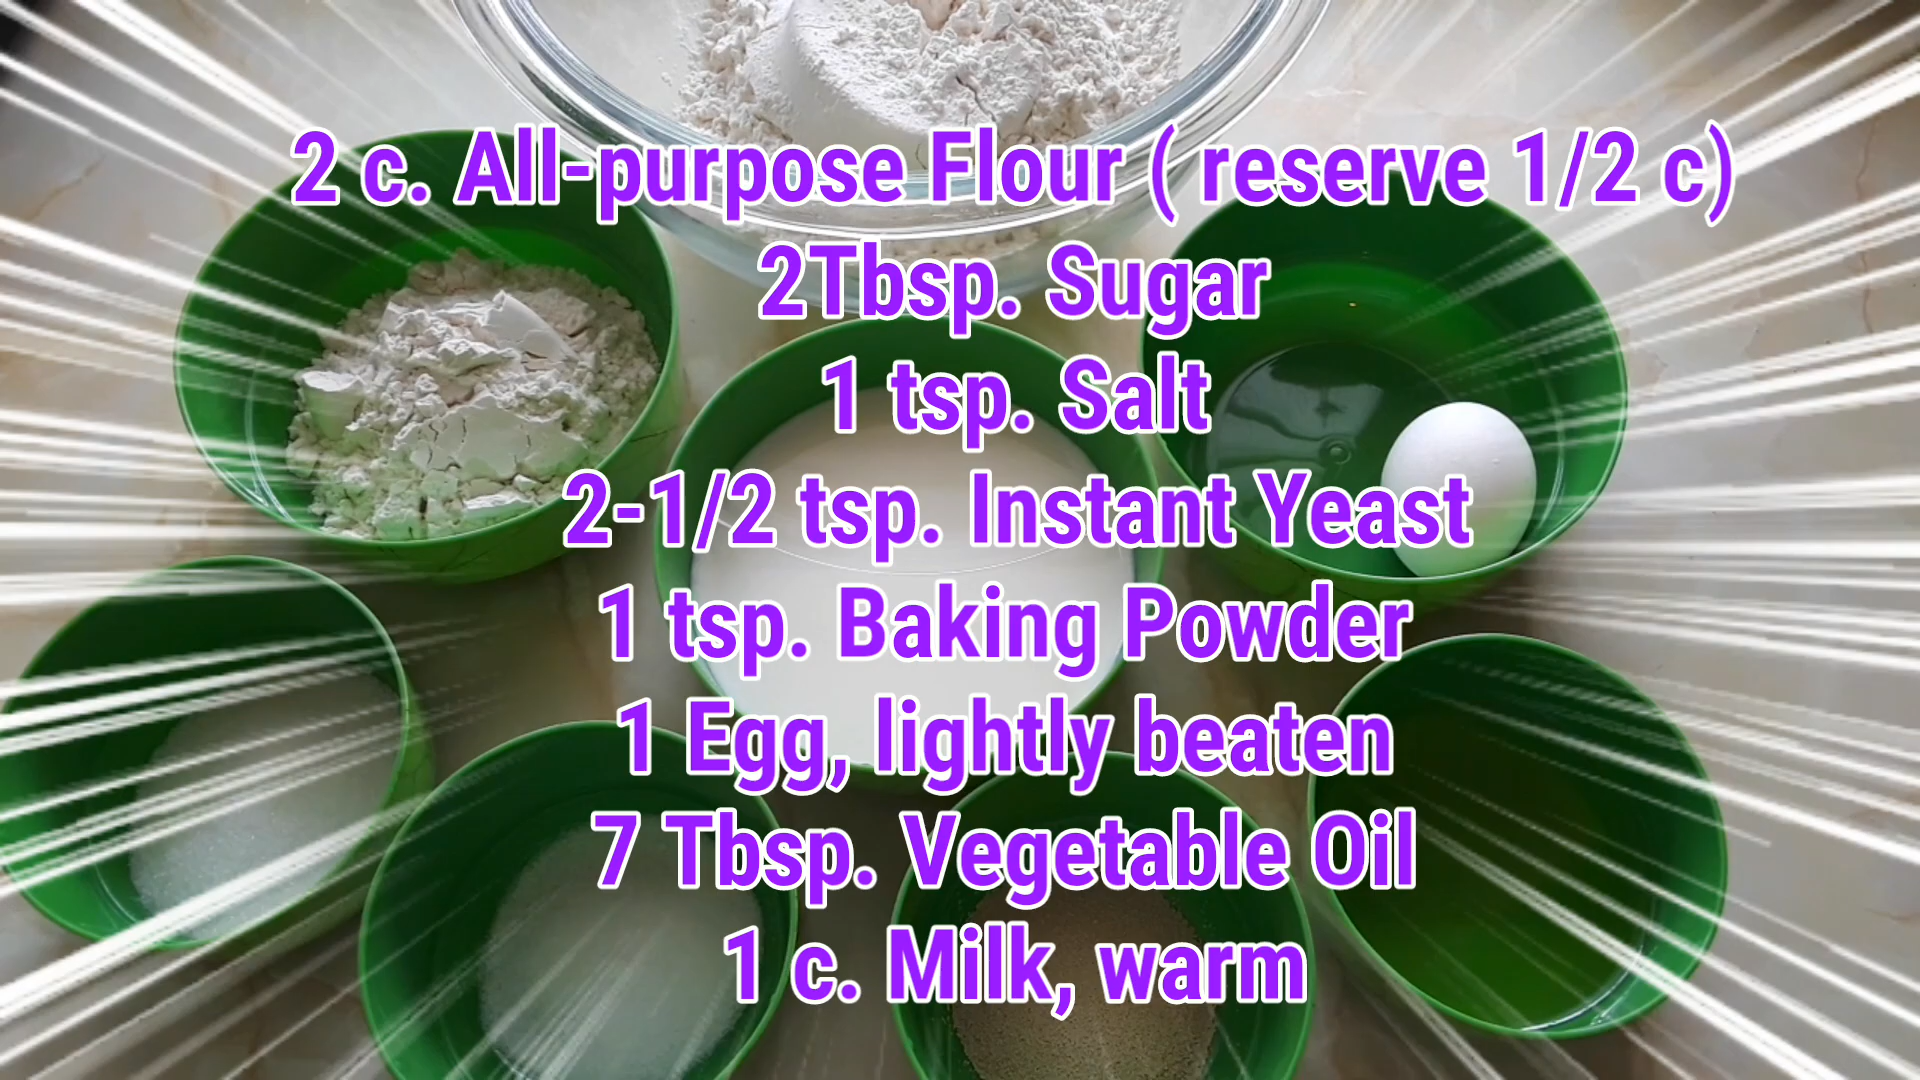 2 c. All-purpose Flour ( reserve 1/2 c)
2Tbsp. Sugar
1 tsp. Salt
2-1/2 tsp. Instant Yeast
1 tsp. Baking Powder
1 Egg, lightly beaten
7 Tbsp. Vegetable Oil
1 c. Milk, warm